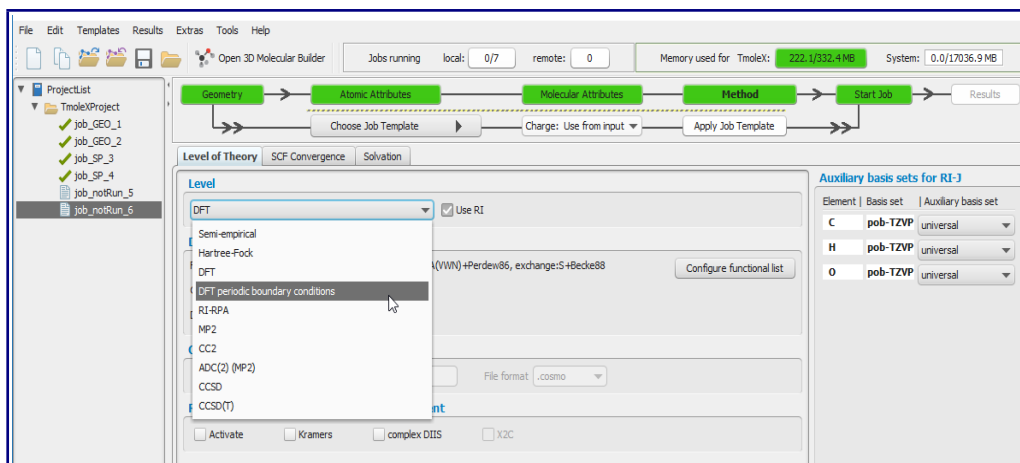 File Edit Templates Results Extras Tools Help
Open 3D Molecular Builder Jobs running local: 0/7 remote: 0 Memory used for TmoleX: 222.1/332.4 MB System: 0.0/17036.9 MB
ProjectList
TmoleXProject
job_GEO_1
job_GEO_2
job_SP_3
job_SP_4
job_notRun_5
job_notRun_6
Geometry Atomic Attributes Molecular Attributes Method Start Job Results
Choose Job Template Charge: Use from input Apply Job Template
Level of Theory SCF Convergence Solvation
Level
DFT Use RI
Semi-empirical
Hartree-Fock
DFT
DFT periodic boundary conditions
RI-RPA
MP2
CC2
ADC(2) (MP2)
CCSD
CCSD(T)
(VWN)+Perdew86, exchange:S+Becke88 Configure functional list
File format .cosmo
Activate Kramers complex DIIS X2C
Auxiliary basis sets for RI-J
Element Basis set Auxiliary basis set
C pob-TZVP universal
H pob-TZVP universal
O pob-TZVP universal